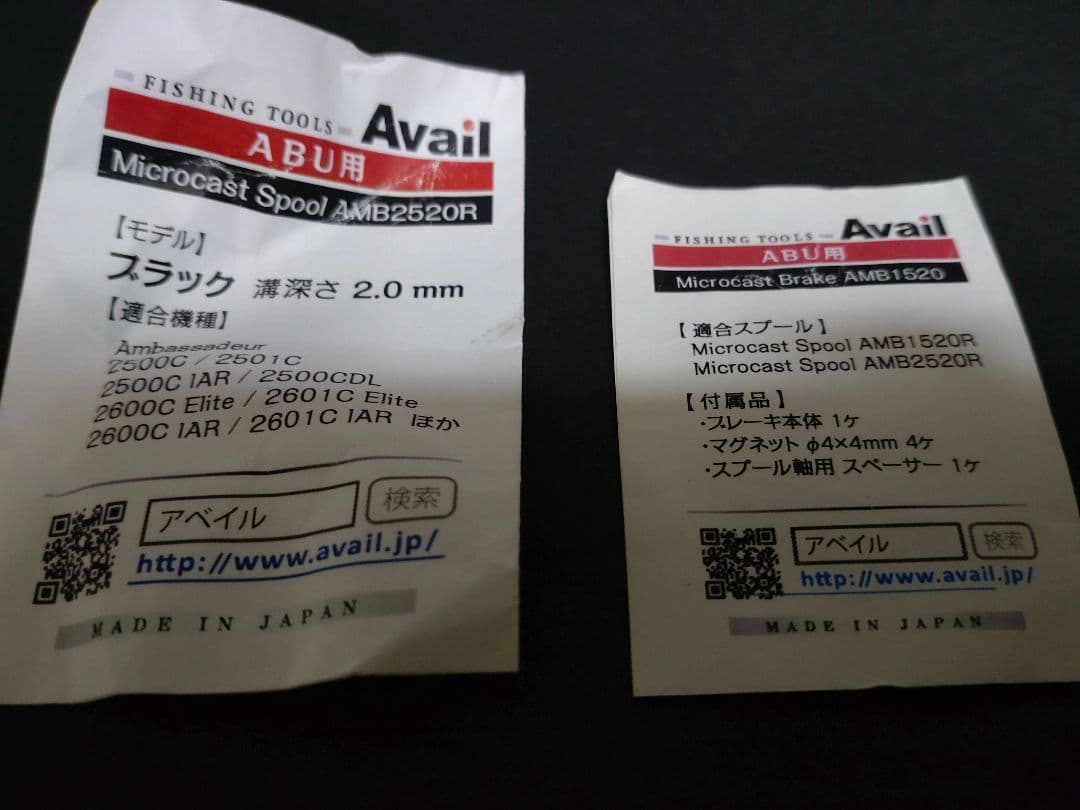 FISHING TOOLS
Avail
ABU用
Microcast Spool AMB2520R
【モデル】
ブラック 溝深さ 2.0 mm
【適合機種】
Ambassadeur
2500C / 2501C
2500C IAR / 2500CDL
2600C Elite / 2601C Elite
2600C IAR / 2601C IAR ほか
アベイル 検索
http://www.avail.jp/
MADE IN JAPAN
FISHING TOOLS
Avail
ABU用
Microcast Brake AMB1520
【 適合スプール 】
Microcast Spool AMB1520R
Microcast Spool AMB2520R
【 付属品 】
・ブレーキ本体 1ケ
・マグネット φ4×4mm 4ケ
・スプール軸用 スペーサー 1ケ
アベイル 検索
http://www.avail.jp/
MADE IN JAPAN